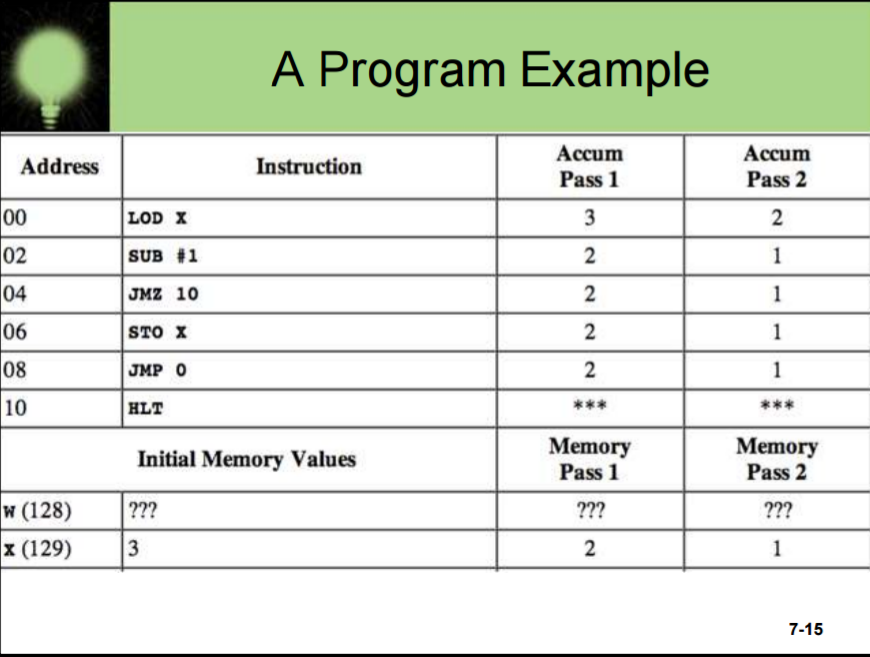 A Program Example
Address Instruction Accum Pass 1 Accum Pass 2
00 LOD X 3 2
02 SUB #1 2 1
04 JMZ 10 2 1
06 STO X 2 1
08 JMP 0 2 1
10 HLT *** ***
Initial Memory Values Memory Pass 1 Memory Pass 2
W (128) ??? ??? ???
X (129) 3 2 1
7-15